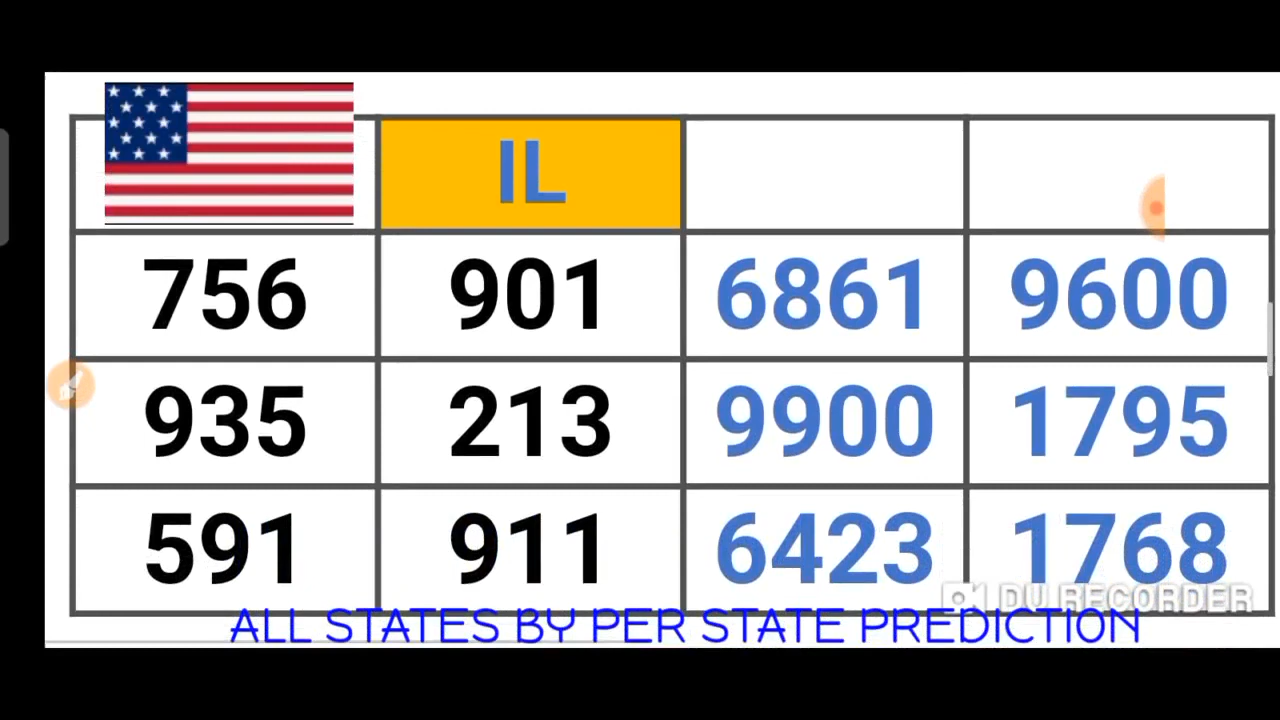 IL
756 901 6861 9600
935 213 9900 1795
591 911 6423 1768
DU RECORDER
ALL STATES BY PER STATE PREDICTION